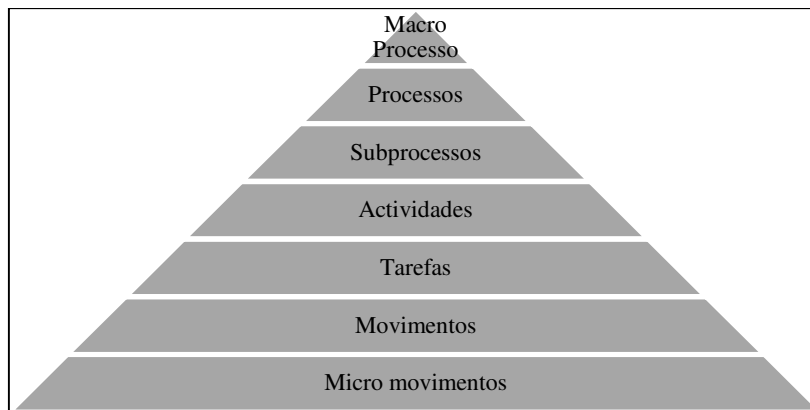 Macro
Processo
Processos
Subprocessos
Actividades
Tarefas
Movimentos
Micro movimentos